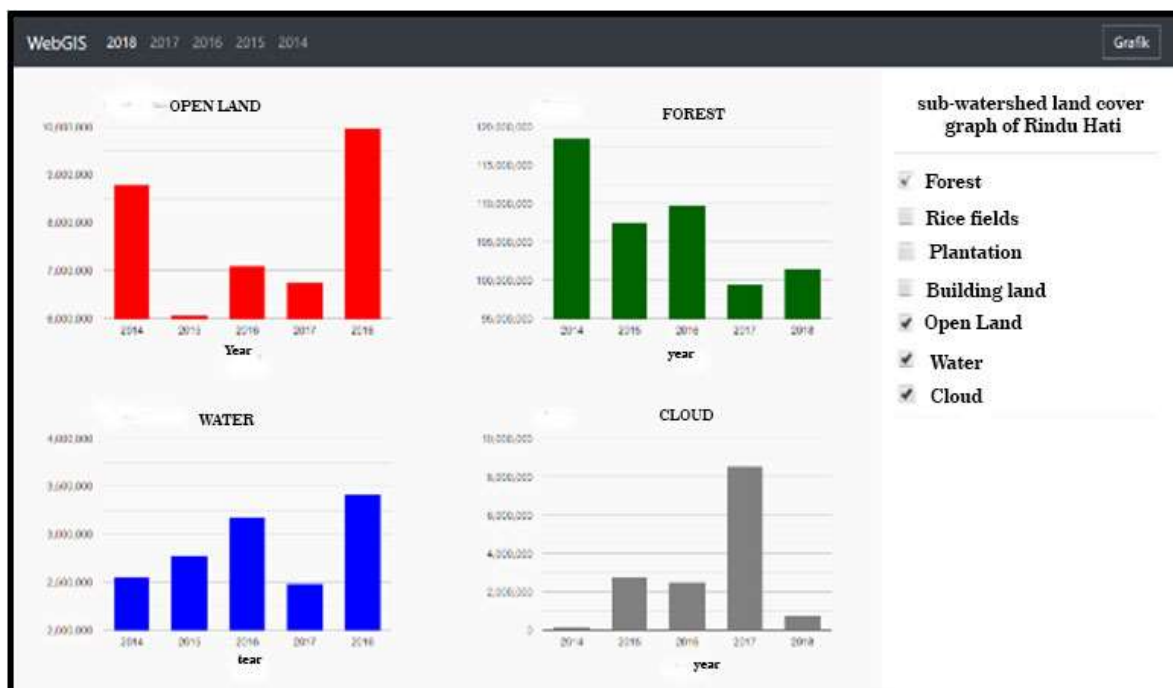 WebGIS 2018 2017 2016 2015 2014
Grafik
OPEN LAND
10,000,000
9,000,000
8,000,000
7,000,000
6,000,000
2014 2015 2016 2017 2018
Year
FOREST
120,000,000
115,000,000
110,000,000
105,000,000
100,000,000
95,000,000
2014 2015 2016 2017 2018
year
WATER
4,000,000
3,500,000
3,000,000
2,500,000
2,000,000
2014 2015 2016 2017 2018
tear
CLOUD
10,000,000
8,000,000
6,000,000
4,000,000
2,000,000
0
2014 2015 2016 2017 2018
year
sub-watershed land cover
graph of Rindu Hati
Forest
Rice fields
Plantation
Building land
Open Land
Water
Cloud